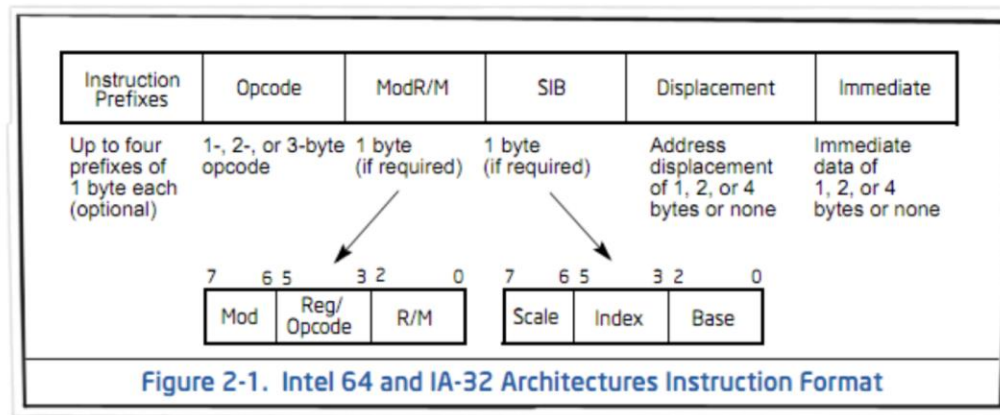 Instruction
Prefixes
Opcode
ModR/M
SIB
Displacement
Immediate
Up to four
prefixes of
1 byte each
(optional)
1-, 2-, or 3-byte
opcode
1 byte
(if required)
1 byte
(if required)
Address
displacement
of 1, 2, or 4
bytes or none
Immediate
data of
1, 2, or 4
bytes or none
7 6 5 3 2 0
Mod
Reg/
Opcode
R/M
7 6 5 3 2 0
Scale
Index
Base
Figure 2-1. Intel 64 and IA-32 Architectures Instruction Format